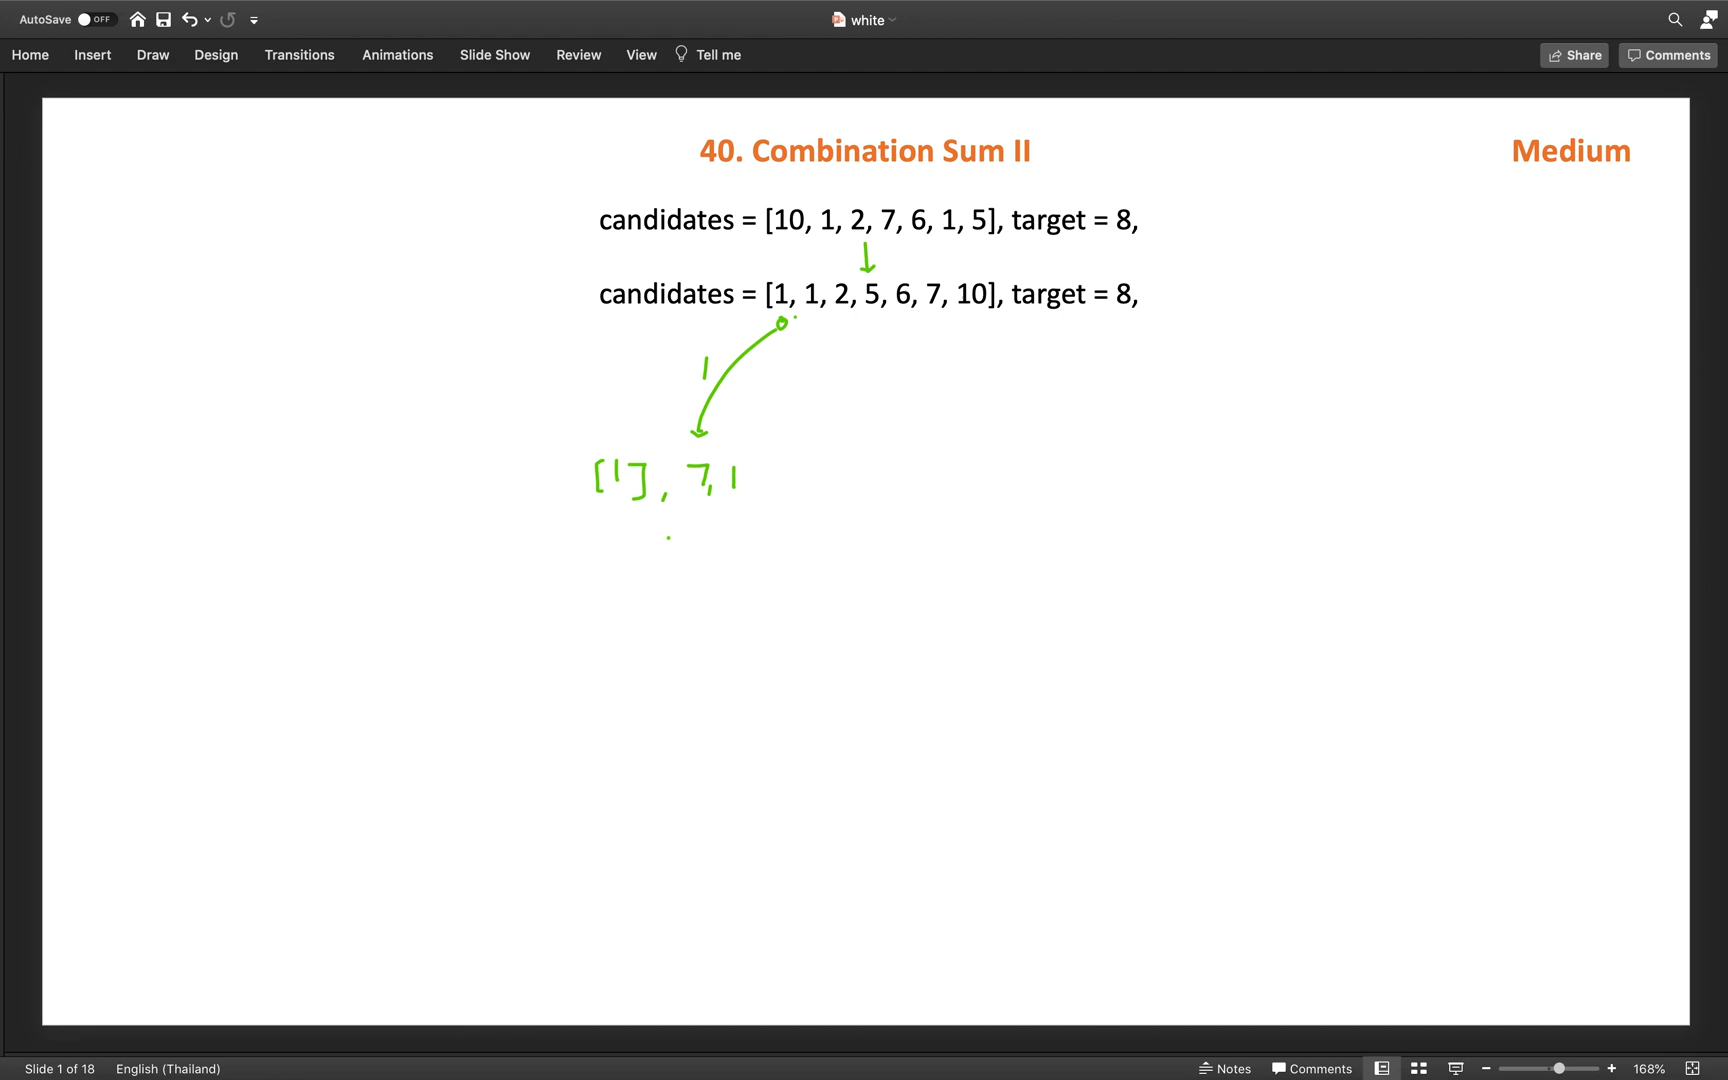 AutoSave OFF white
Home Insert Draw Design Transitions Animations Slide Show Review View Tell me Share Comments
40. Combination Sum II Medium
candidates = [10, 1, 2, 7, 6, 1, 5], target = 8,
candidates = [1, 1, 2, 5, 6, 7, 10], target = 8,
1
[1], 7, 1
Slide 1 of 18 English (Thailand) Notes Comments 168%